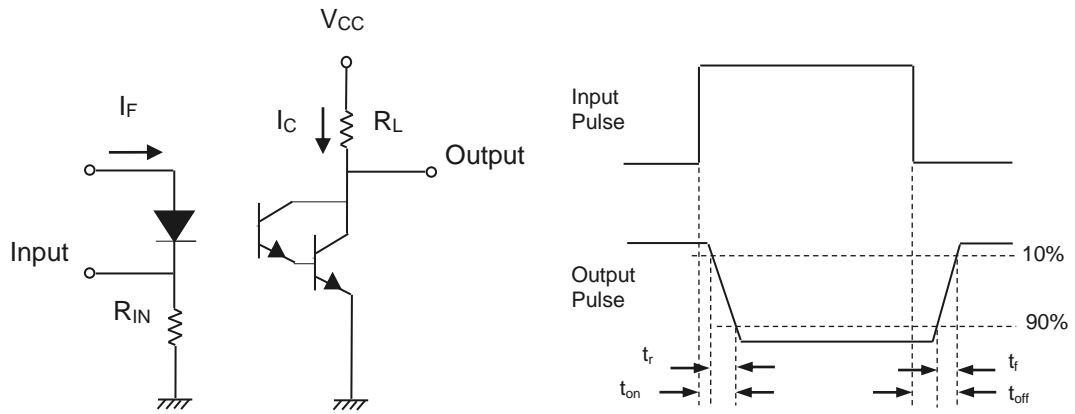 VCC
IF
IC
RL
Output
Input
RIN
Input
Pulse
Output
Pulse
10%
90%
tr
tf
ton
toff